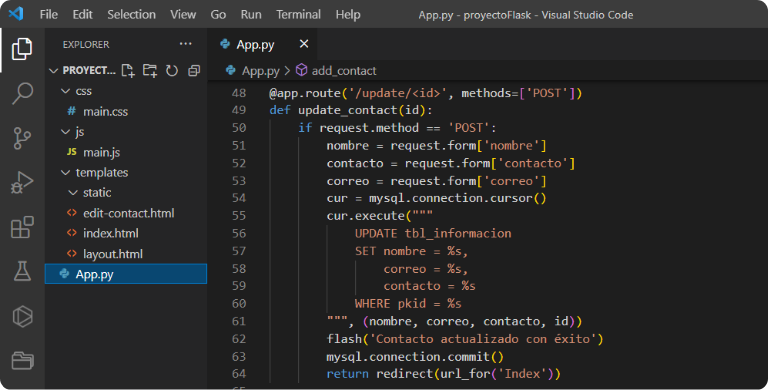 File Edit Selection View Go Run Terminal Help App.py - proyectoFlask - Visual Studio Code
EXPLORER ···
PROYECT...
css
# main.css
js
JS main.js
templates
static
<> edit-contact.html
<> index.html
<> layout.html
App.py
App.py ×
App.py > add_contact
48 @app.route('/update/<id>', methods=['POST'])
49 def update_contact(id):
50 if request.method == 'POST':
51 nombre = request.form['nombre']
52 contacto = request.form['contacto']
53 correo = request.form['correo']
54 cur = mysql.connection.cursor()
55 cur.execute("""
56 UPDATE tbl_informacion
57 SET nombre = %s,
58 correo = %s,
59 contacto = %s
60 WHERE pkid = %s
61 """, (nombre, correo, contacto, id))
62 flash('Contacto actualizado con éxito')
63 mysql.connection.commit()
64 return redirect(url_for('Index'))